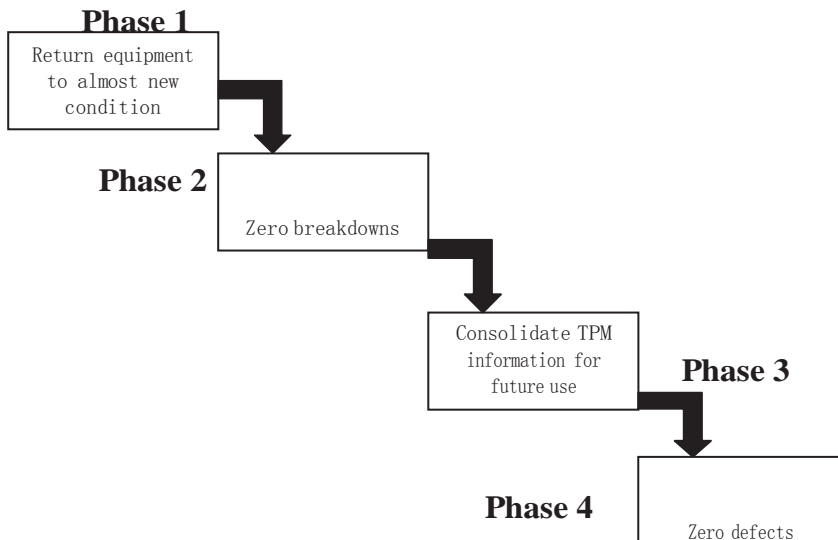 Phase 1
Return equipment
to almost new
condition
Phase 2
Zero breakdowns
Consolidate TPM
information for
future use
Phase 3
Phase 4
Zero defects